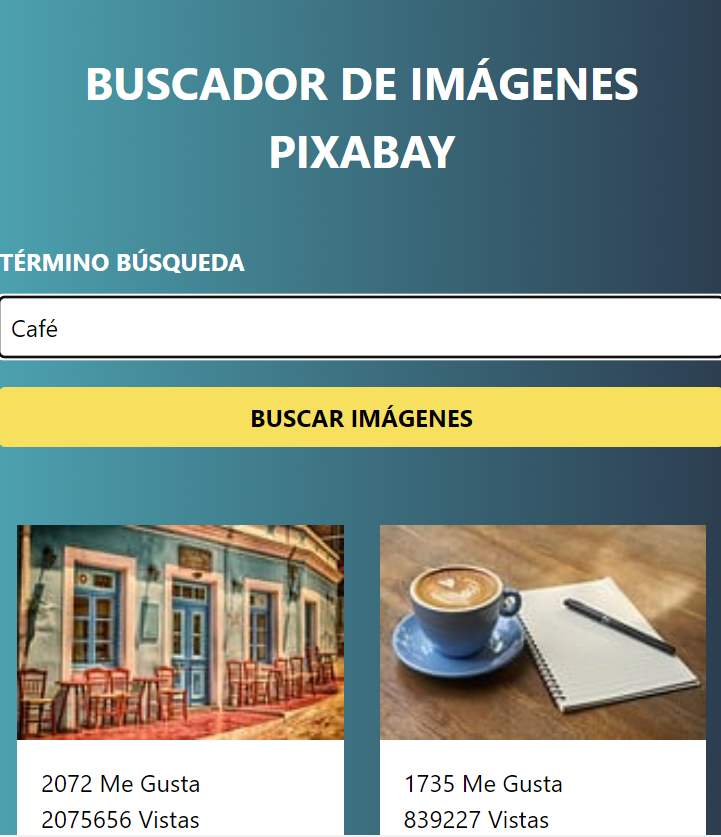 BUSCADOR DE IMÁGENES
PIXABAY
TÉRMINO BÚSQUEDA
Café
BUSCAR IMÁGENES
2072 Me Gusta
2075656 Vistas
1735 Me Gusta
839227 Vistas